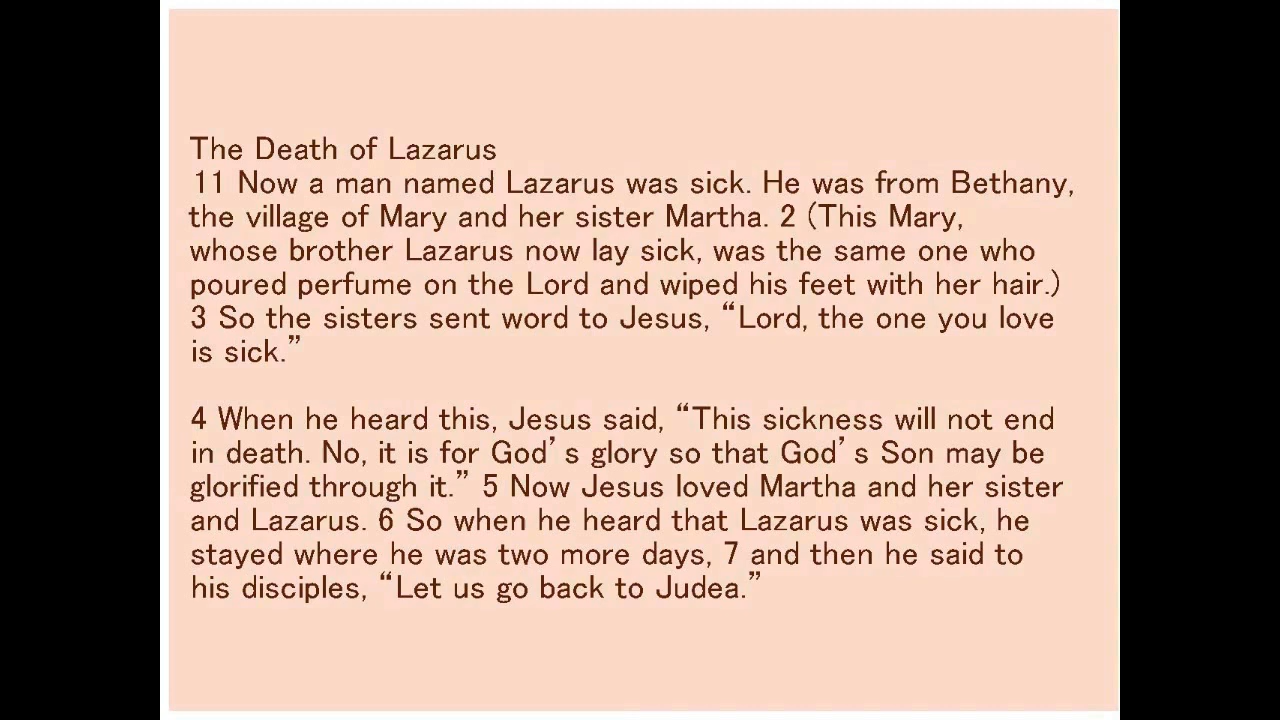 The Death of Lazarus
11 Now a man named Lazarus was sick. He was from Bethany,
the village of Mary and her sister Martha. 2 (This Mary,
whose brother Lazarus now lay sick, was the same one who
poured perfume on the Lord and wiped his feet with her hair.)
3 So the sisters sent word to Jesus, “Lord, the one you love
is sick.”
4 When he heard this, Jesus said, “This sickness will not end
in death. No, it is for God’s glory so that God’s Son may be
glorified through it.” 5 Now Jesus loved Martha and her sister
and Lazarus. 6 So when he heard that Lazarus was sick, he
stayed where he was two more days, 7 and then he said to
his disciples, “Let us go back to Judea.”